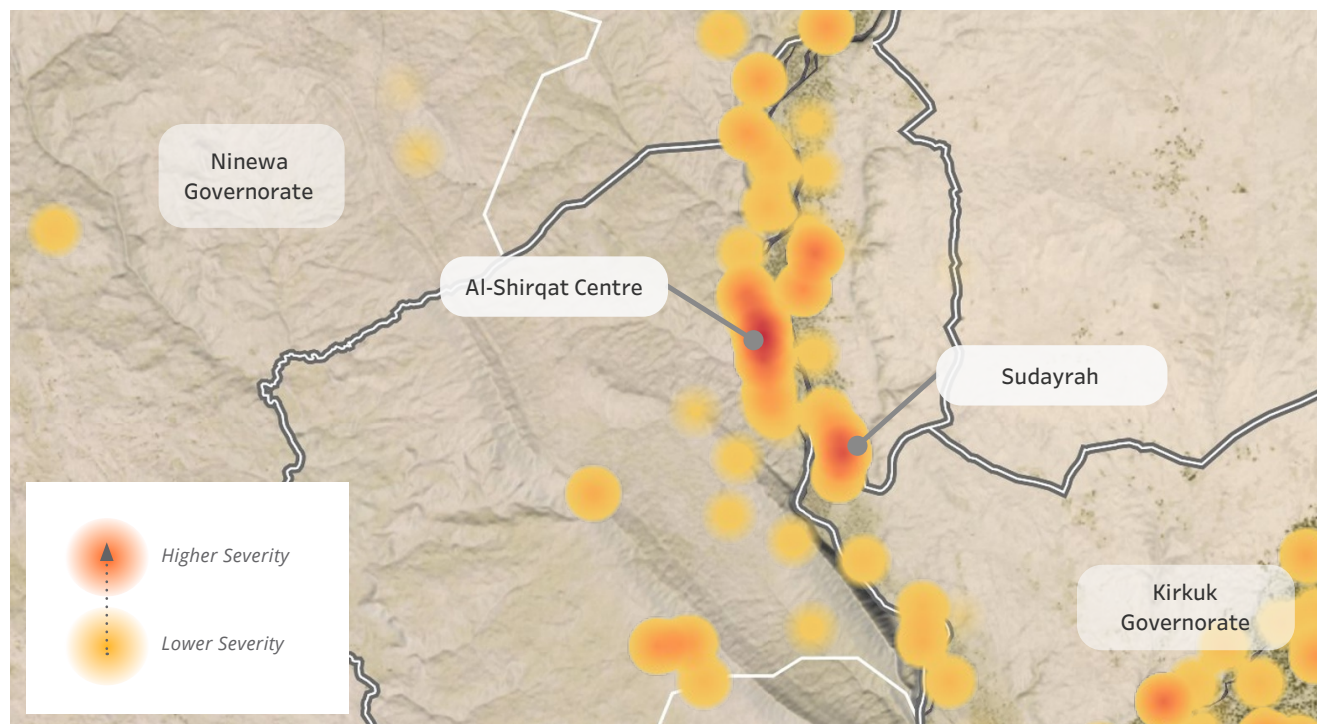 Ninewa
Governorate
Al-Shirqat Centre
Sudayrah
Higher Severity
Lower Severity
Kirkuk
Governorate